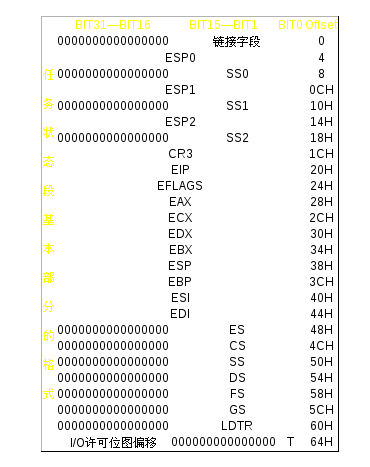 BIT31—BIT16 BIT15—BIT1 BIT0 Offset
0000000000000000 链接字段 0
ESP0 4
0000000000000000 SS0 8
ESP1 0CH
0000000000000000 SS1 10H
ESP2 14H
0000000000000000 SS2 18H
CR3 1CH
EIP 20H
EFLAGS 24H
EAX 28H
ECX 2CH
EDX 30H
EBX 34H
ESP 38H
EBP 3CH
ESI 40H
EDI 44H
0000000000000000 ES 48H
0000000000000000 CS 4CH
0000000000000000 SS 50H
0000000000000000 DS 54H
0000000000000000 FS 58H
0000000000000000 GS 5CH
0000000000000000 LDTR 60H
I/O许可位图偏移 000000000000000 T 64H
任务状态段基本部分的格式